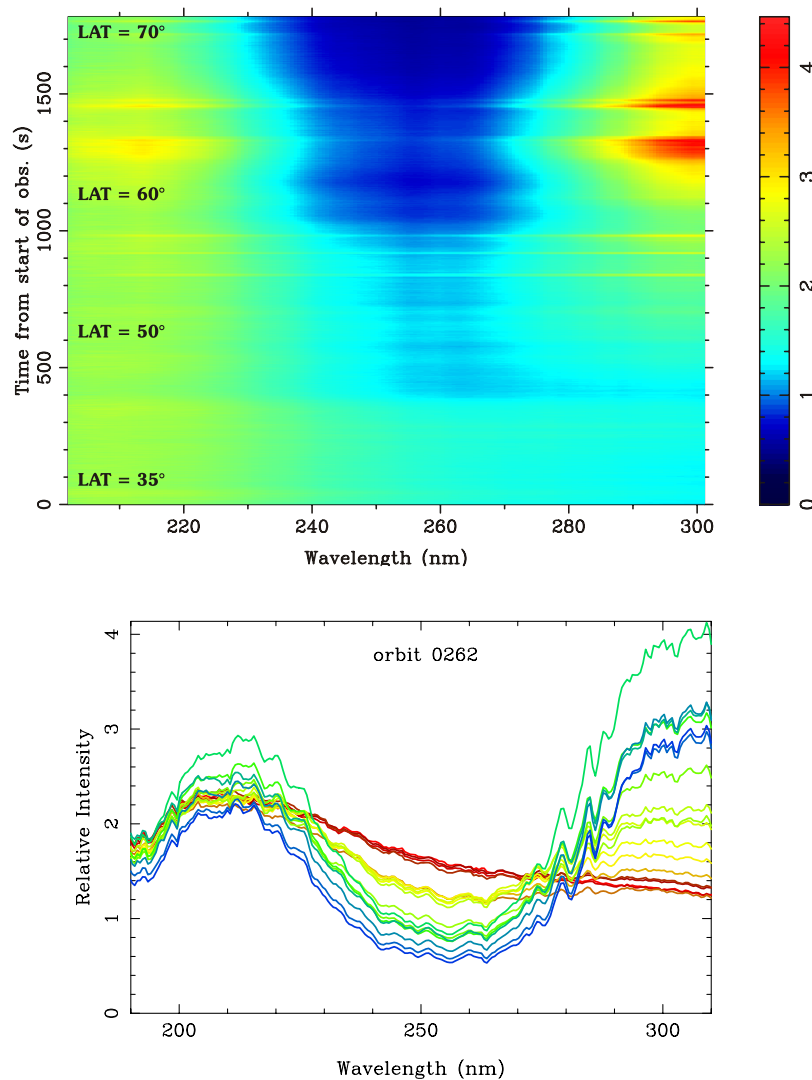 LAT = 70°
LAT = 60°
LAT = 50°
LAT = 35°
1500
1000
500
0
Time from start of obs. (s)
220 240 260 280 300
Wavelength (nm)
4
3
2
1
0
orbit 0262
4
3
2
1
0
Relative Intensity
200 250 300
Wavelength (nm)